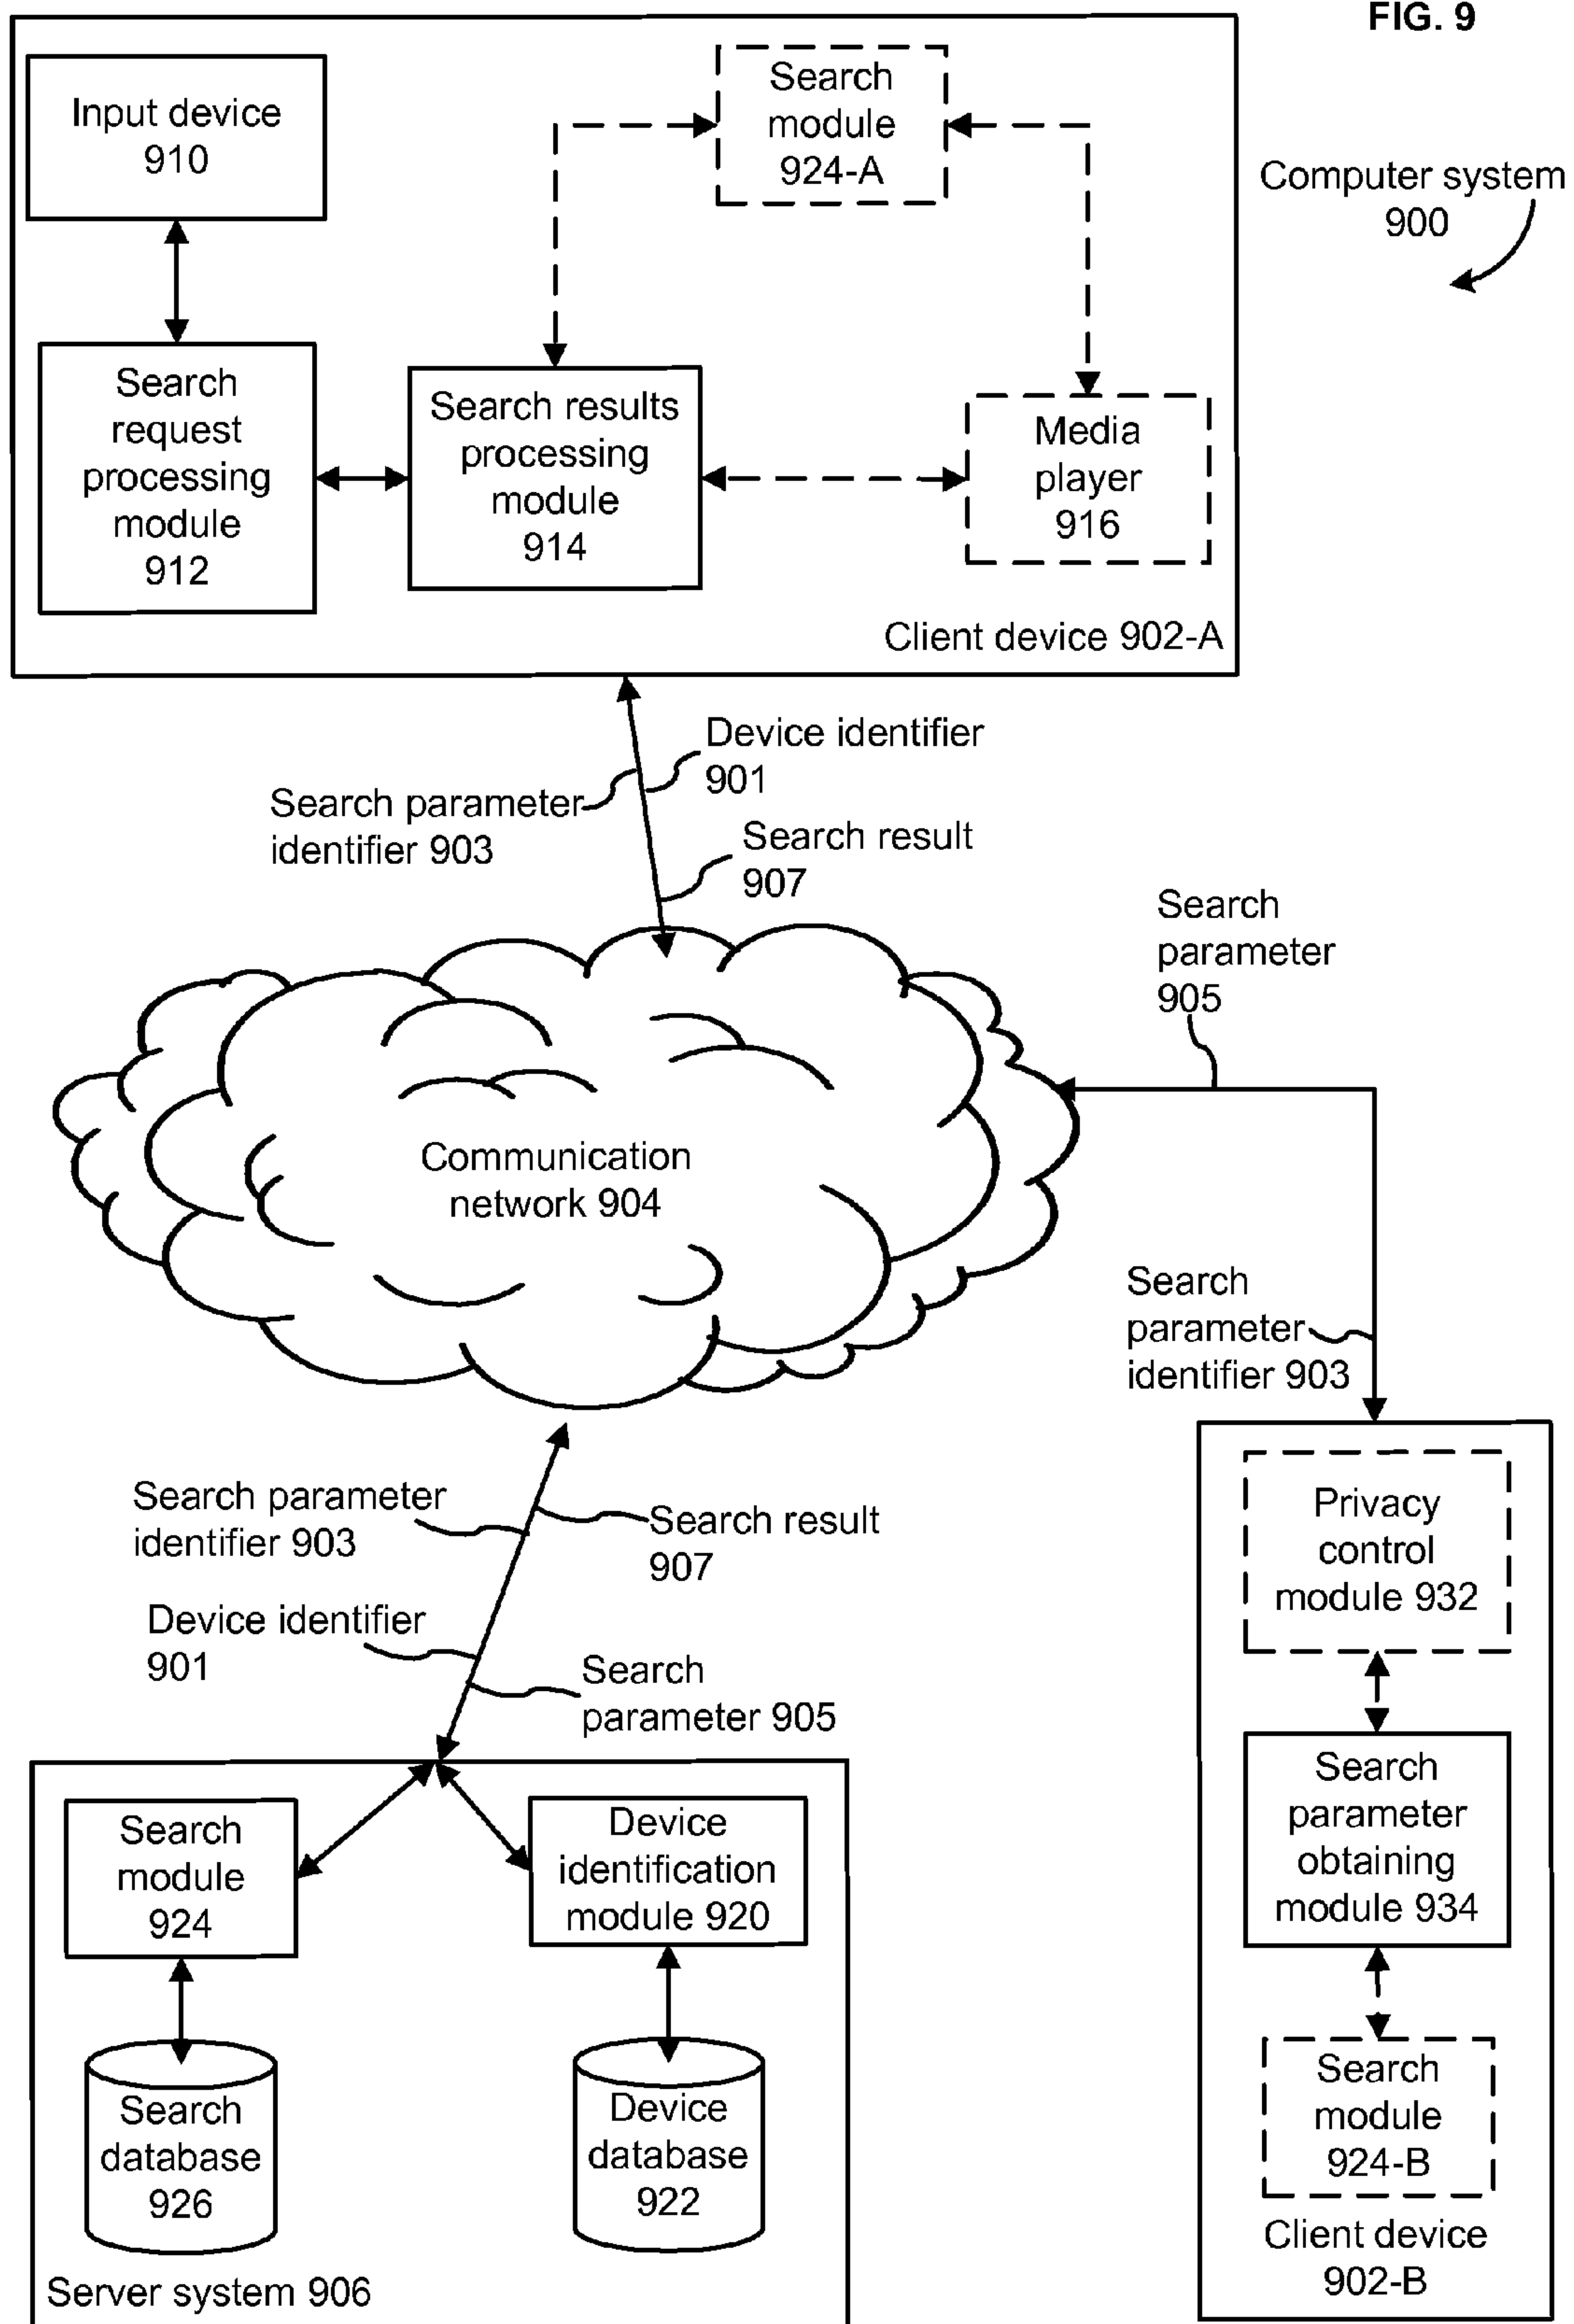 FIG. 9
Input device
910
Search
module
924-A
Computer system
900
Search
request
processing
module
912
Search results
processing
module
914
Media
player
916
Client device 902-A
Device identifier
901
Search parameter
identifier 903
Search result
907
Search
parameter
905
Communication
network 904
Search
parameter
identifier 903
Search parameter
identifier 903
Search result
907
Device identifier
901
Search
parameter 905
Privacy
control
module 932
Search
parameter
obtaining
module 934
Search
module
924-B
Client device
902-B
Search
module
924
Device
identification
module 920
Search
database
926
Device
database
922
Server system 906